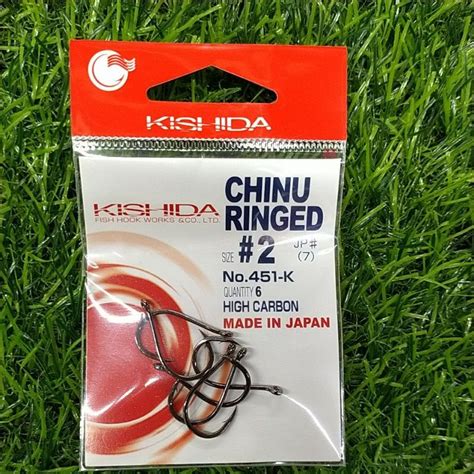 KISHIDA
KISHIDA
FISH HOOK WORKS & CO., LTD.
CHINU
RINGED
SIZE #2 JP# (7)
No.451-K
QUANTITY 6
HIGH CARBON
MADE IN JAPAN